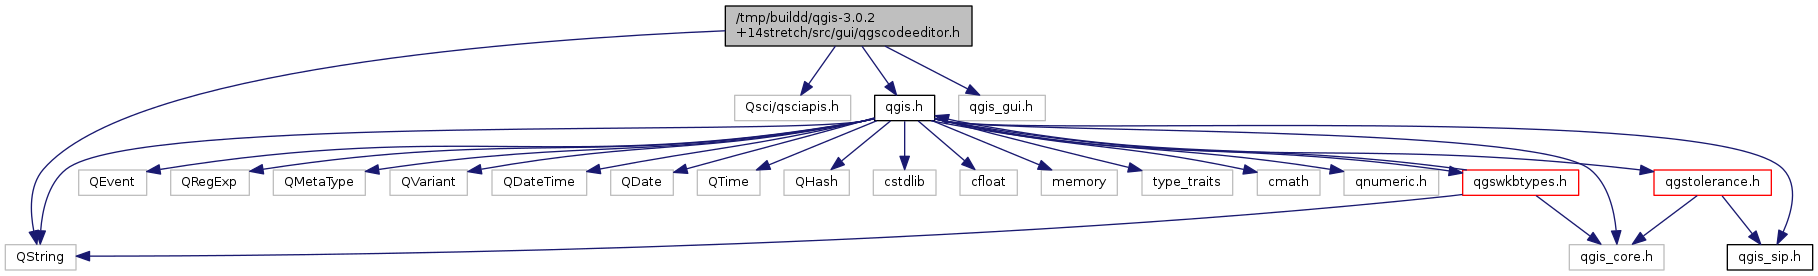 /tmp/buildd/qgis-3.0.2
+14stretch/src/gui/qgscodeeditor.h
Qsci/qsciapis.h
qgis.h
qgis_gui.h
QEvent
QRegExp
QMetaType
QVariant
QDateTime
QDate
QTime
QHash
cstdlib
cfloat
memory
type_traits
cmath
qnumeric.h
qgswkbtypes.h
qgstolerance.h
QString
qgis_core.h
qgis_sip.h